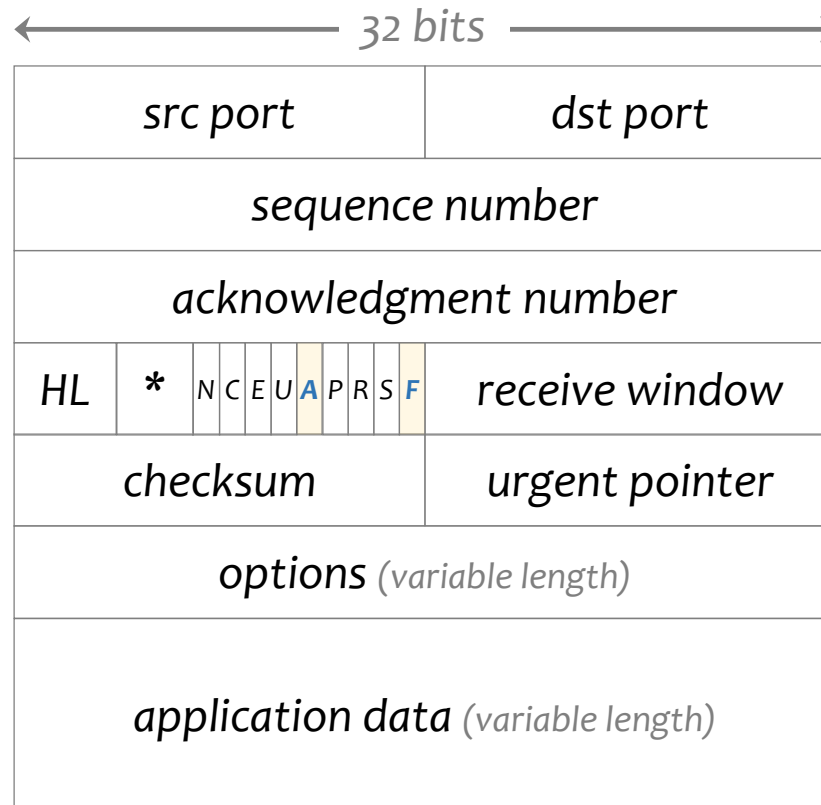 32 bits
src port dst port
sequence number
acknowledgment number
HL * N C E U A P R S F receive window
checksum urgent pointer
options (variable length)
application data (variable length)